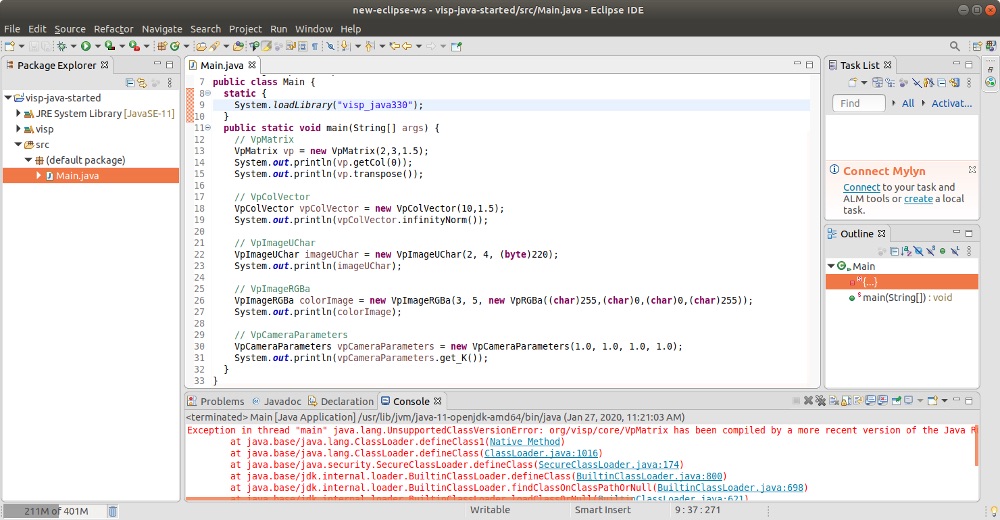 new-eclipse-ws - visp-java-started/src/Main.java - Eclipse IDE
File Edit Source Refactor Navigate Search Project Run Window Help
Package Explorer
visp-java-started
JRE System Library [JavaSE-11]
visp
src
(default package)
Main.java
Main.java
7 public class Main {
8 static {
9 System.loadLibrary("visp_java330");
10 }
11 public static void main(String[] args) {
12 // VpMatrix
13 VpMatrix vp = new VpMatrix(2,3,1.5);
14 System.out.println(vp.getCol(0));
15 System.out.println(vp.transpose());
16
17 // VpColVector
18 VpColVector vpColVector = new VpColVector(10,1.5);
19 System.out.println(vpColVector.infinityNorm());
20
21 // VpImageUChar
22 VpImageUChar imageUChar = new VpImageUChar(2, 4, (byte)220);
23 System.out.println(imageUChar);
24
25 // VpImageRGBa
26 VpImageRGBa colorImage = new VpImageRGBa(3, 5, new VpRGBa((char)255,(char)0,(char)0,(char)255));
27 System.out.println(colorImage);
28
29 // VpCameraParameters
30 VpCameraParameters vpCameraParameters = new VpCameraParameters(1.0, 1.0, 1.0, 1.0);
31 System.out.println(vpCameraParameters.get_K());
32 }
33 }
Task List
Find All Activat...
Connect Mylyn
Connect to your task and
ALM tools or create a local
task.
Outline
Main
{...}
main(String[]) : void
Problems Javadoc Declaration Console
<terminated> Main [Java Application] /usr/lib/jvm/java-11-openjdk-amd64/bin/java (Jan 27, 2020, 11:21:03 AM)
Exception in thread "main" java.lang.UnsupportedClassVersionError: org/visp/core/VpMatrix has been compiled by a more recent version of the Java R
at java.base/java.lang.ClassLoader.defineClass1(Native Method)
at java.base/java.lang.ClassLoader.defineClass(ClassLoader.java:1016)
at java.base/java.security.SecureClassLoader.defineClass(SecureClassLoader.java:174)
at java.base/jdk.internal.loader.BuiltinClassLoader.defineClass(BuiltinClassLoader.java:800)
at java.base/jdk.internal.loader.BuiltinClassLoader.findClassOnClassPathOrNull(BuiltinClassLoader.java:698)
at java.base/jdk.internal.loader.BuiltinClassLoader.loadClassOrNull(BuiltinClassLoader.java:621)
211M of 401M Writable Smart Insert 9 : 37 : 271